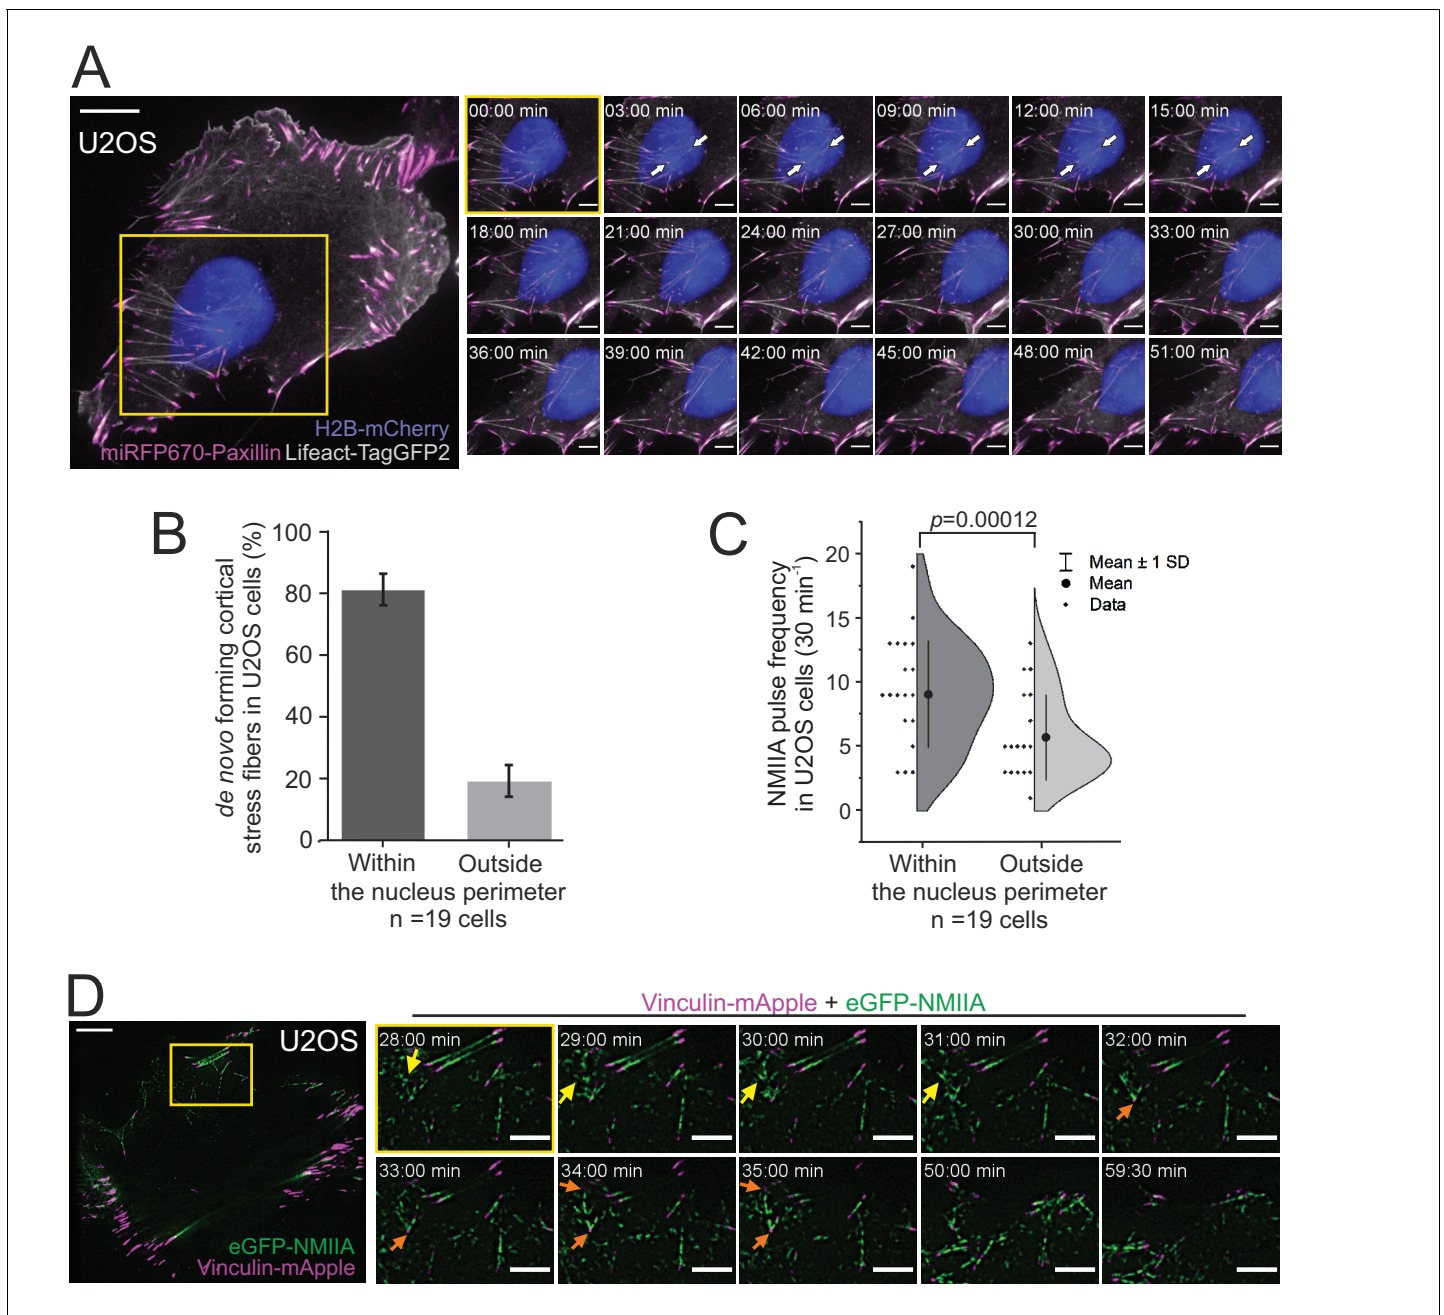 A
U2OS
H2B-mCherry
miRFP670-Paxillin Lifeact-TagGFP2
00:00 min
03:00 min
06:00 min
09:00 min
12:00 min
15:00 min
18:00 min
21:00 min
24:00 min
27:00 min
30:00 min
33:00 min
36:00 min
39:00 min
42:00 min
45:00 min
48:00 min
51:00 min
B
de novo forming cortical
stress fibers in U2OS cells (%)
100
80
60
40
20
0
Within
Outside
the nucleus perimeter
n =19 cells
C
NMIIA pulse frequency
in U2OS cells (30 min⁻¹)
20
15
10
5
0
p=0.00012
Mean ± 1 SD
Mean
Data
Within
Outside
the nucleus perimeter
n =19 cells
D
U2OS
eGFP-NMIIA
Vinculin-mApple
Vinculin-mApple + eGFP-NMIIA
28:00 min
29:00 min
30:00 min
31:00 min
32:00 min
33:00 min
34:00 min
35:00 min
50:00 min
59:30 min